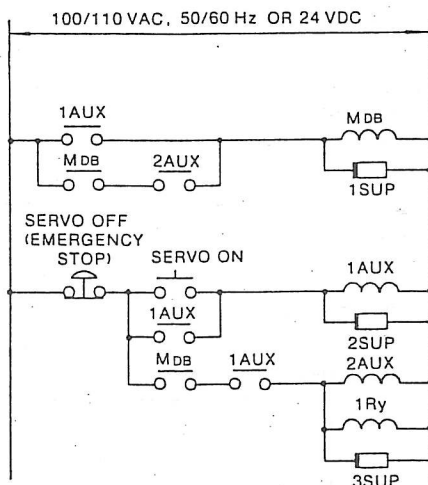 100/110 VAC, 50/60 Hz OR 24 VDC
1AUX
MDB
MDB
2AUX
1SUP
SERVO OFF
(EMERGENCY
STOP)
SERVO ON
1AUX
1AUX
2SUP
MDB
1AUX
2AUX
1Ry
3SUP